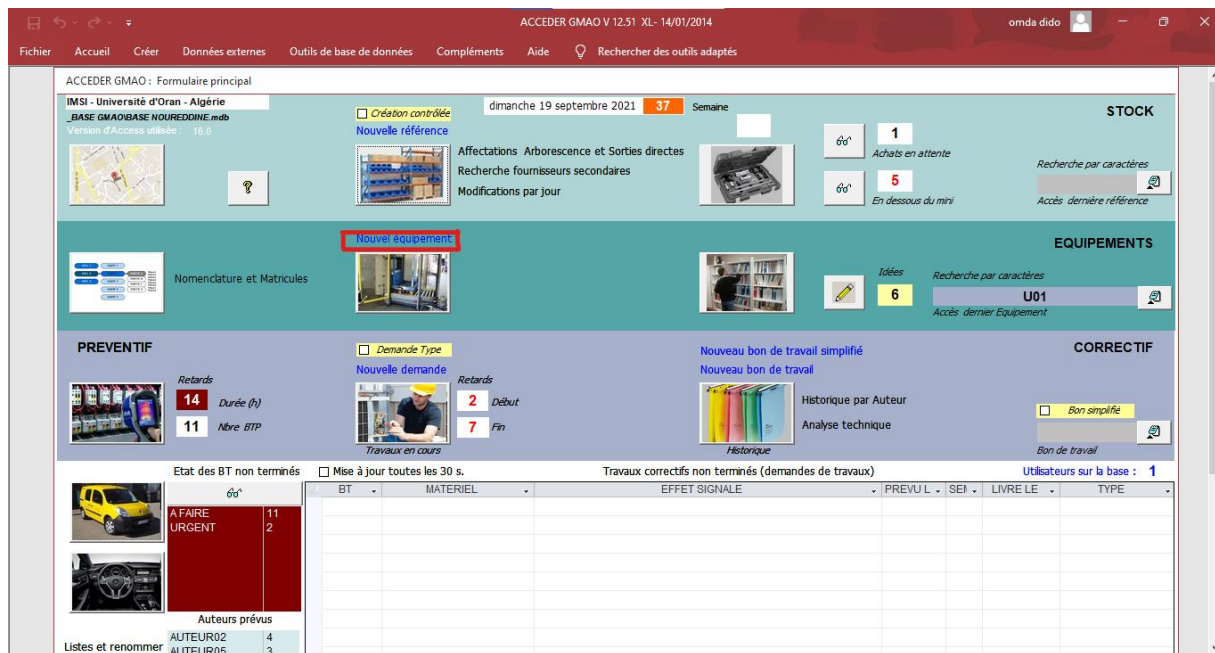 ACCEDER GMAO V 12.51 XL- 14/01/2014
omda dido
Fichier Accueil Créer Données externes Outils de base de données Compléments Aide Rechercher des outils adaptés
ACCEDER GMAO : Formulaire principal
IMSI - Université d'Oran - Algérie
_BASE GMAO\BASE NOUREDDINE.mdb
Version d'Access utilisée : 16.0
Création contrôlée
dimanche 19 septembre 2021 37 Semaine
STOCK
Nouvelle référence
Affectations Arborescence et Sorties directes
Recherche fournisseurs secondaires
Modifications par jour
?
1
Achats en attente
5
En dessous du mini
Recherche par caractères
Accès dernière référence
Nouvel équipement
EQUIPEMENTS
Nomenclature et Matricules
Idées
6
Recherche par caractères
U01
Accès dernier Equipement
PREVENTIF
Retards
14 Durée (h)
11 Nbre BTP
Demande Type
Nouvelle demande
Retards
2 Début
7 Fin
Travaux en cours
Nouveau bon de travail simplifié
Nouveau bon de travail
Historique par Auteur
Analyse technique
Historique
CORRECTIF
Bon simplifié
Bon de travail
Etat des BT non terminés
Mise à jour toutes les 30 s.
Travaux correctifs non terminés (demandes de travaux)
Utilisateurs sur la base : 1
BT MATERIEL EFFET SIGNALE PREVU L LIVRE LE TYPE
A FAIRE 11
URGENT 2
Auteurs prévus
AUTEUR02 4
AUTEUR05 3
Listes et renommer